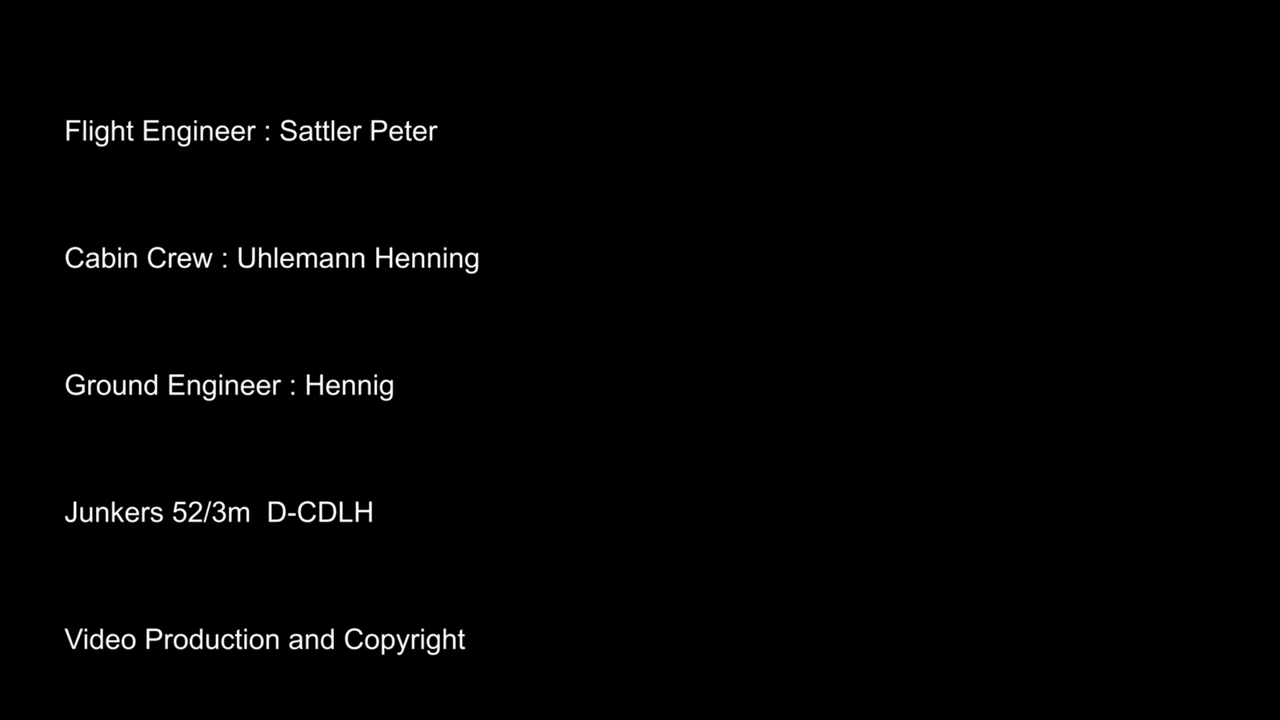 Flight Engineer : Sattler Peter
Cabin Crew : Uhlemann Henning
Ground Engineer : Hennig
Junkers 52/3m  D-CDLH
Video Production and Copyright